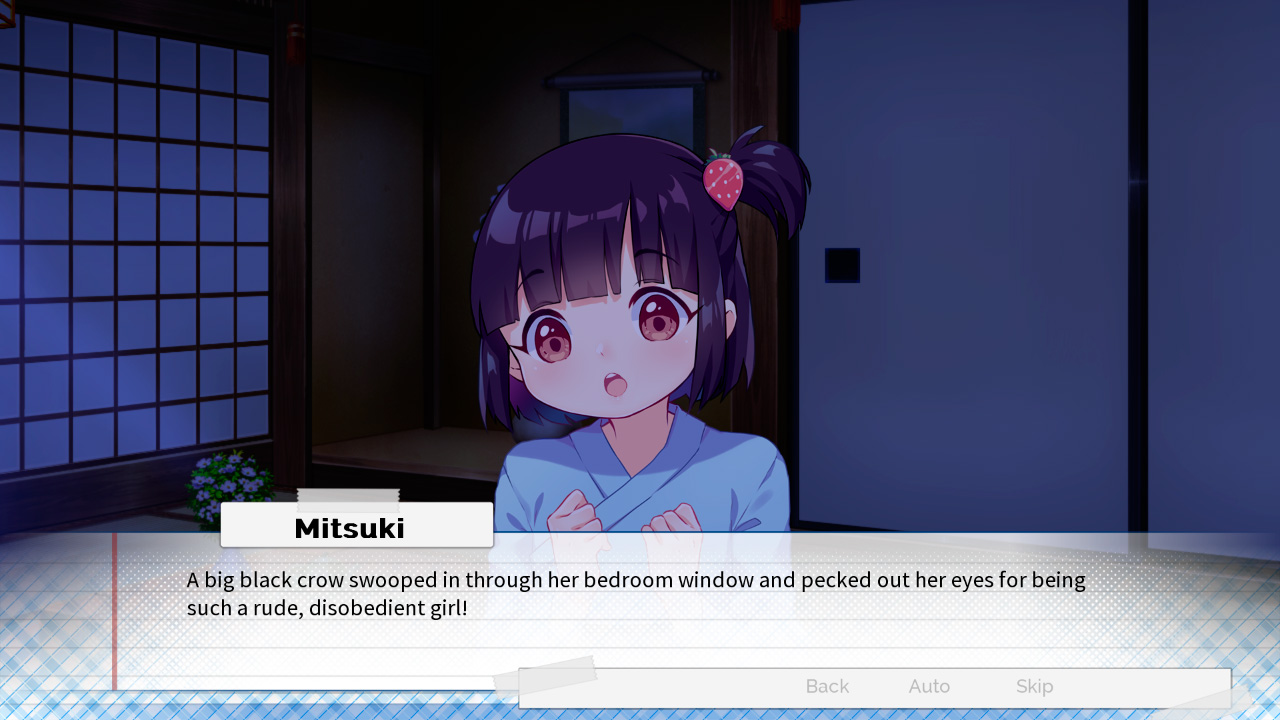 Mitsuki
A big black crow swooped in through her bedroom window and pecked out her eyes for being
such a rude, disobedient girl!
Back Auto Skip